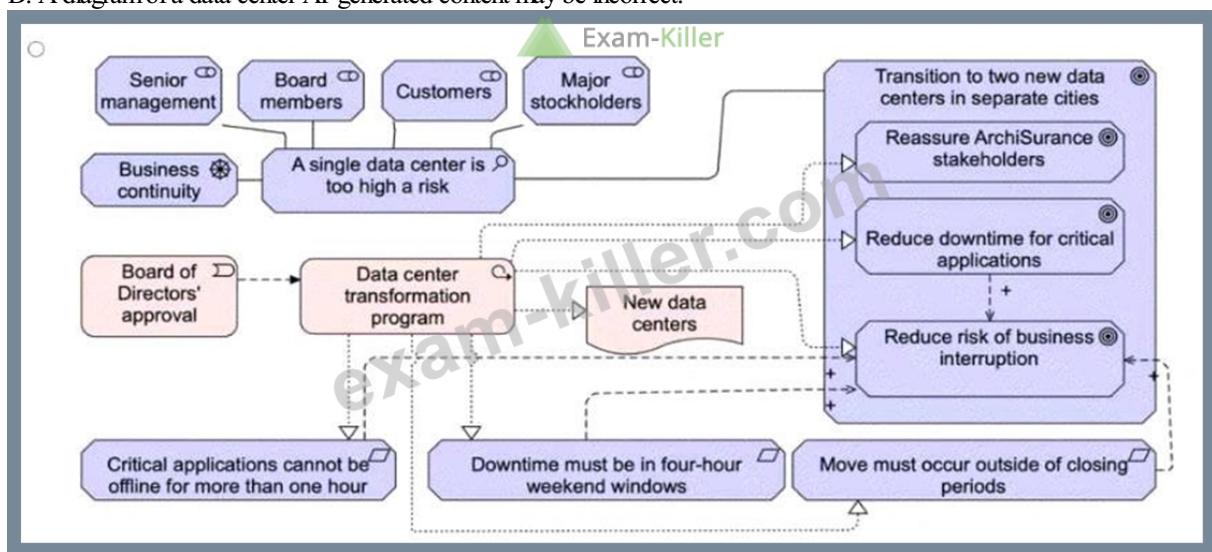 D. A diagram of a data center AI-generated content may be incorrect.
Exam-Killer
Senior
management
Board
members
Customers
Major
stockholders
Transition to two new data
centers in separate cities
Reassure ArchiSurance
stakeholders
Business
continuity
A single data center is
too high a risk
Reduce downtime for critical
applications
+
Board of
Directors'
approval
Data center
transformation
program
New data
centers
Reduce risk of business
interruption
+
+
+
Critical applications cannot be
offline for more than one hour
Downtime must be in four-hour
weekend windows
Move must occur outside of closing
periods
exam-killer.com